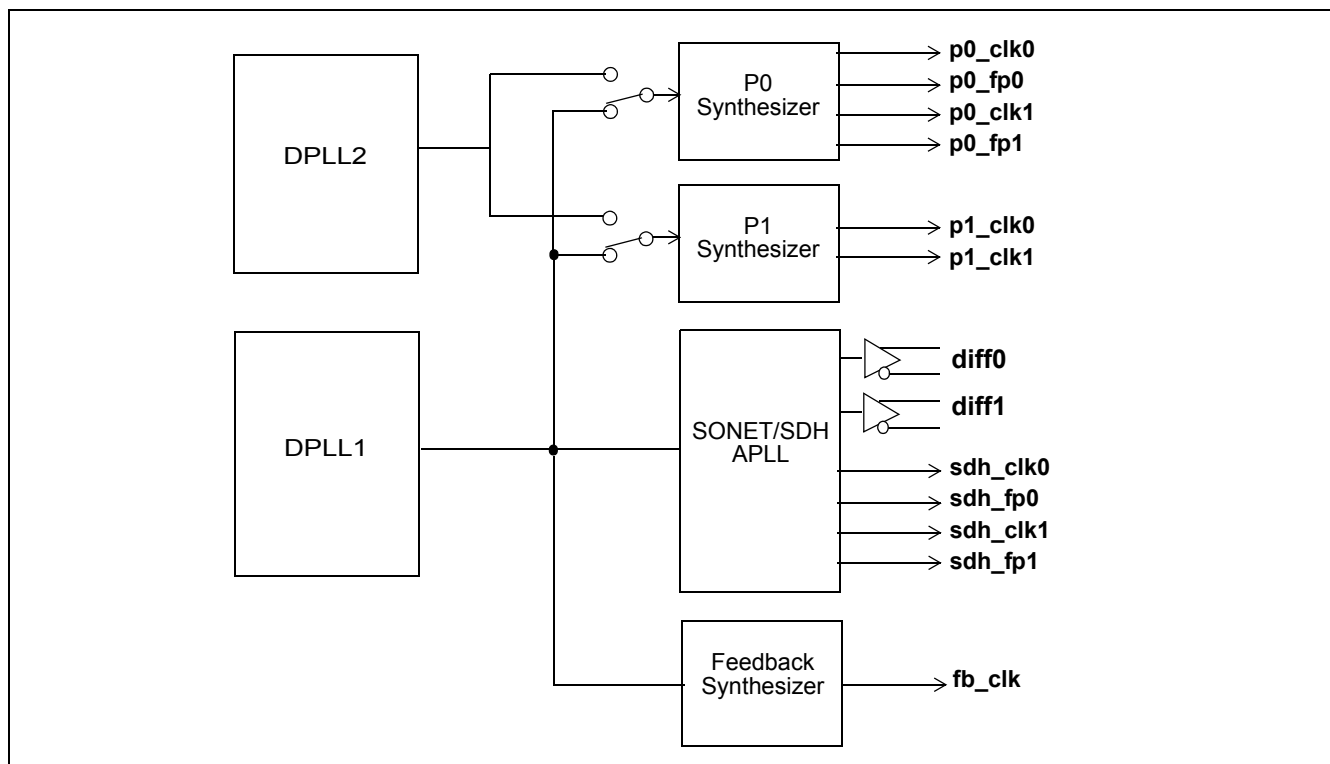 DPLL2
P0
Synthesizer
p0_clk0
p0_fp0
p0_clk1
p0_fp1
P1
Synthesizer
p1_clk0
p1_clk1
DPLL1
SONET/SDH
APLL
diff0
diff1
sdh_clk0
sdh_fp0
sdh_clk1
sdh_fp1
Feedback
Synthesizer
fb_clk